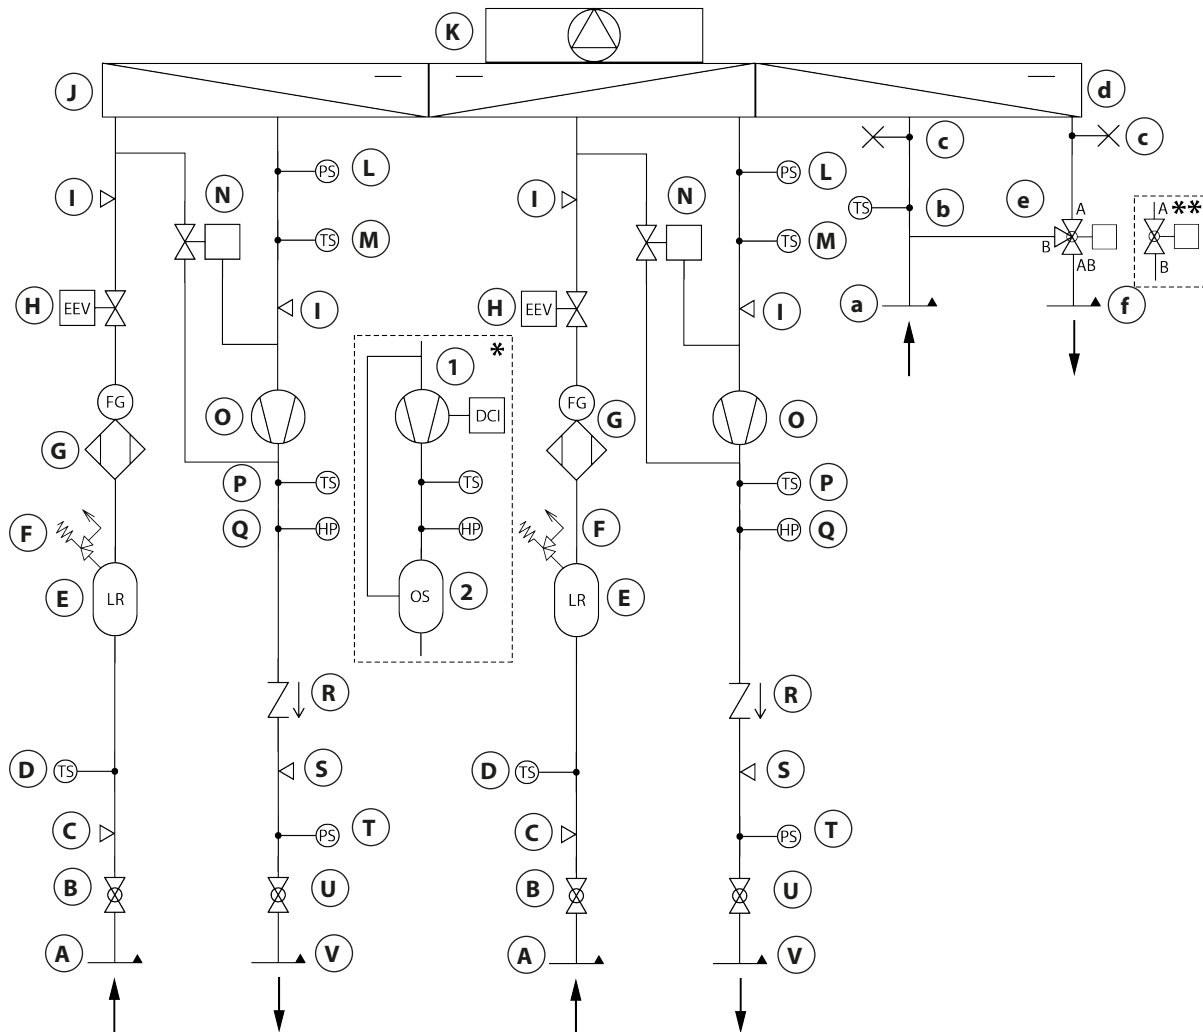 K
J
d
c
c
L
L
I
N
I
N
e
A
A
**
TS
b
PS
PS
M
M
TS
TS
B
AB
B
H
EEV
I
H
EEV
I
a
f
1
*
FG
O
DCI
FG
O
G
G
P
TS
TS
P
TS
F
Q
HP
HP
F
Q
HP
E
LR
OS
2
LR
E
R
R
D
TS
S
D
TS
S
C
T
PS
C
T
PS
B
U
B
U
A
V
A
V